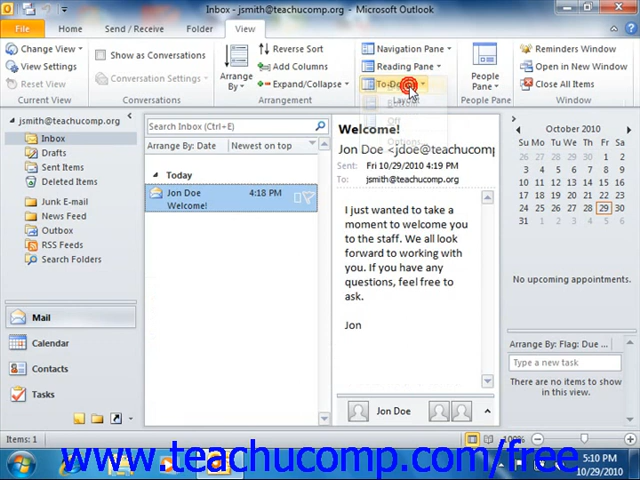 Inbox - jsmith@teachucomp.org - Microsoft Outlook
File Home Send / Receive Folder View
Change View
View Settings
Reset View
Current View
Show as Conversations
Conversation Settings
Arrange By
Reverse Sort
Add Columns
Expand/Collapse
Arrangement
Navigation Pane
Reading Pane
To-Do
Off
Layout
People Pane
People Pane
Reminders Window
Open in New Window
Close All Items
Window
jsmith@teachucomp.org
Inbox
Drafts
Sent Items
Deleted Items
Junk E-mail
News Feed
Outbox
RSS Feeds
Search Folders
Mail
Calendar
Contacts
Tasks
Search Inbox (Ctrl+E)
Arrange By: Date Newest on top
Today
Jon Doe 4:18 PM
Welcome!
Welcome!
Jon Doe <jdoe@teachucomp
Sent: Fri 10/29/2010 4:19 PM
To: jsmith@teachucomp.org
I just wanted to take a
moment to welcome you
to the staff. We all look
forward to working with
you. If you have any
questions, feel free to
ask.
Jon
Jon Doe
October 2010
Su Mo Tu We Th Fr Sa
26 27 28 29 30 1 2
3 4 5 6 7 8 9
10 11 12 13 14 15 16
17 18 19 20 21 22 23
24 25 26 27 28 29 30
31 1 2 3 4 5 6
No upcoming appointments.
Arrange By: Flag: Due ...
Type a new task
There are no items to show
in this view.
Items: 1
100%
www.teachucomp.com/free
5:10 PM
10/29/2010